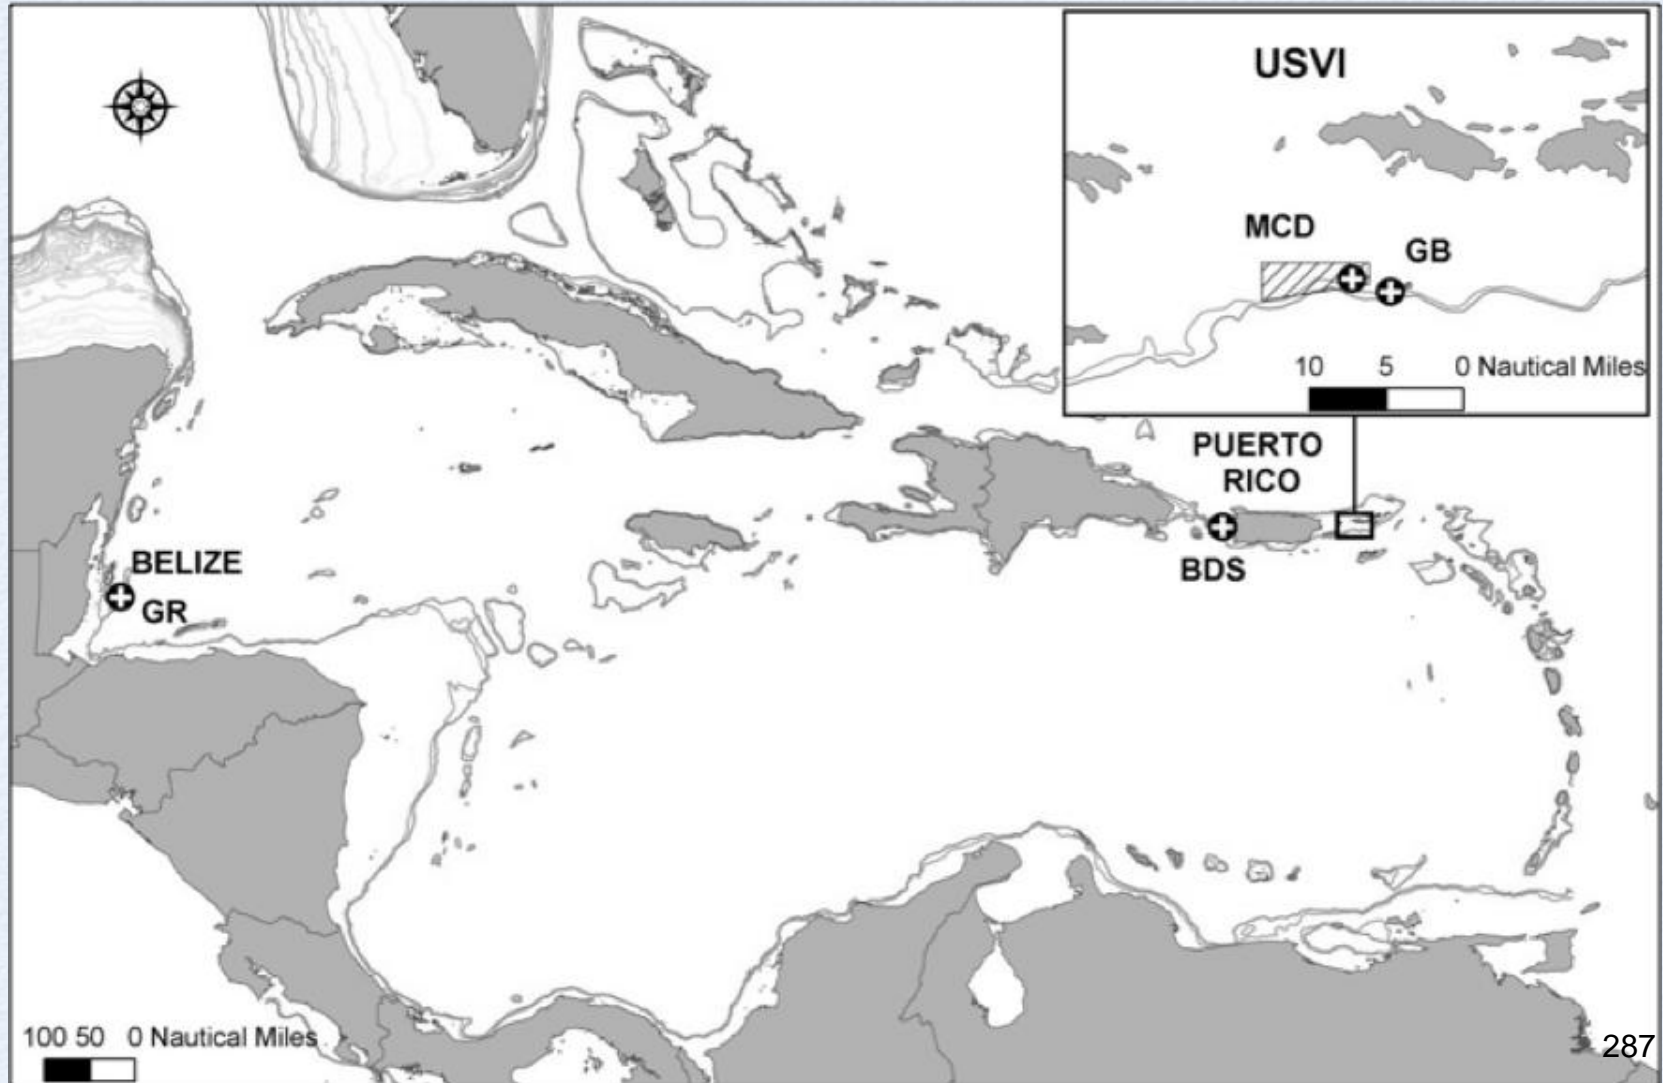 USVI
MCD
GB
10 5 0 Nautical Miles
PUERTO
RICO
BDS
BELIZE
GR
100 50 0 Nautical Miles
287